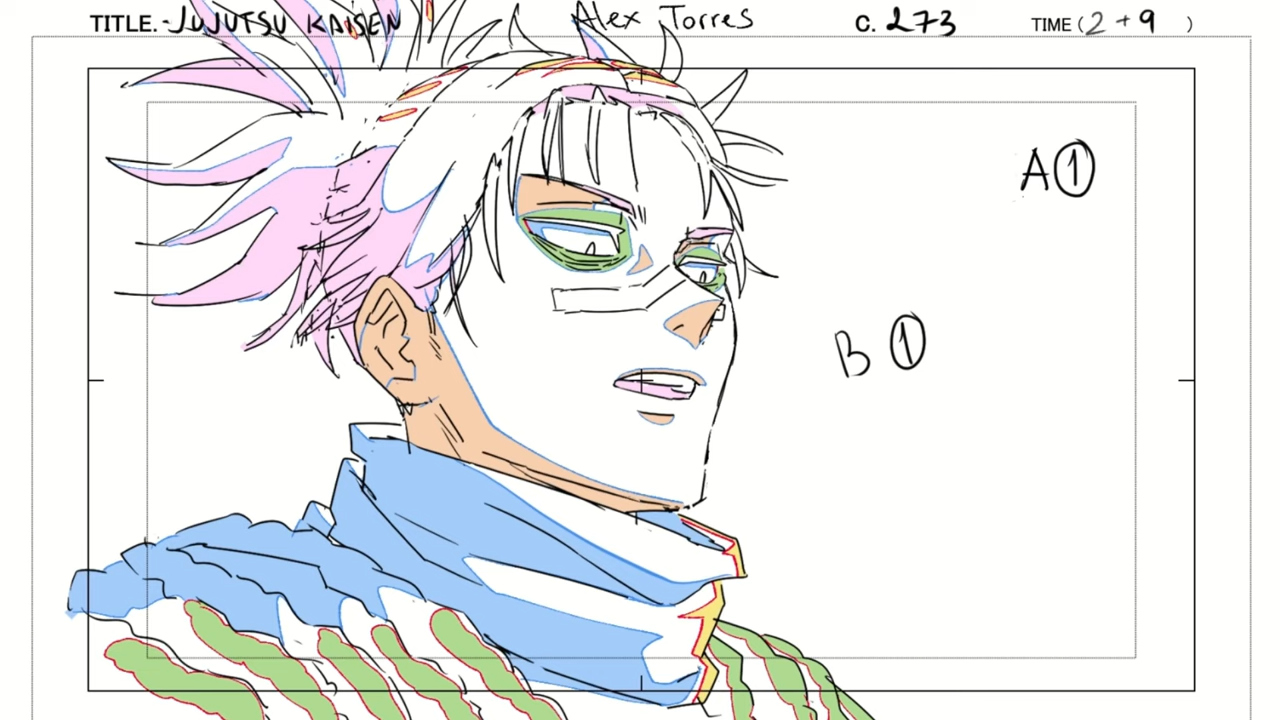 TITLE. JUJUTSU KAISEN Alex Torres C. 273 TIME ( 2 + 9 )
A①
B①